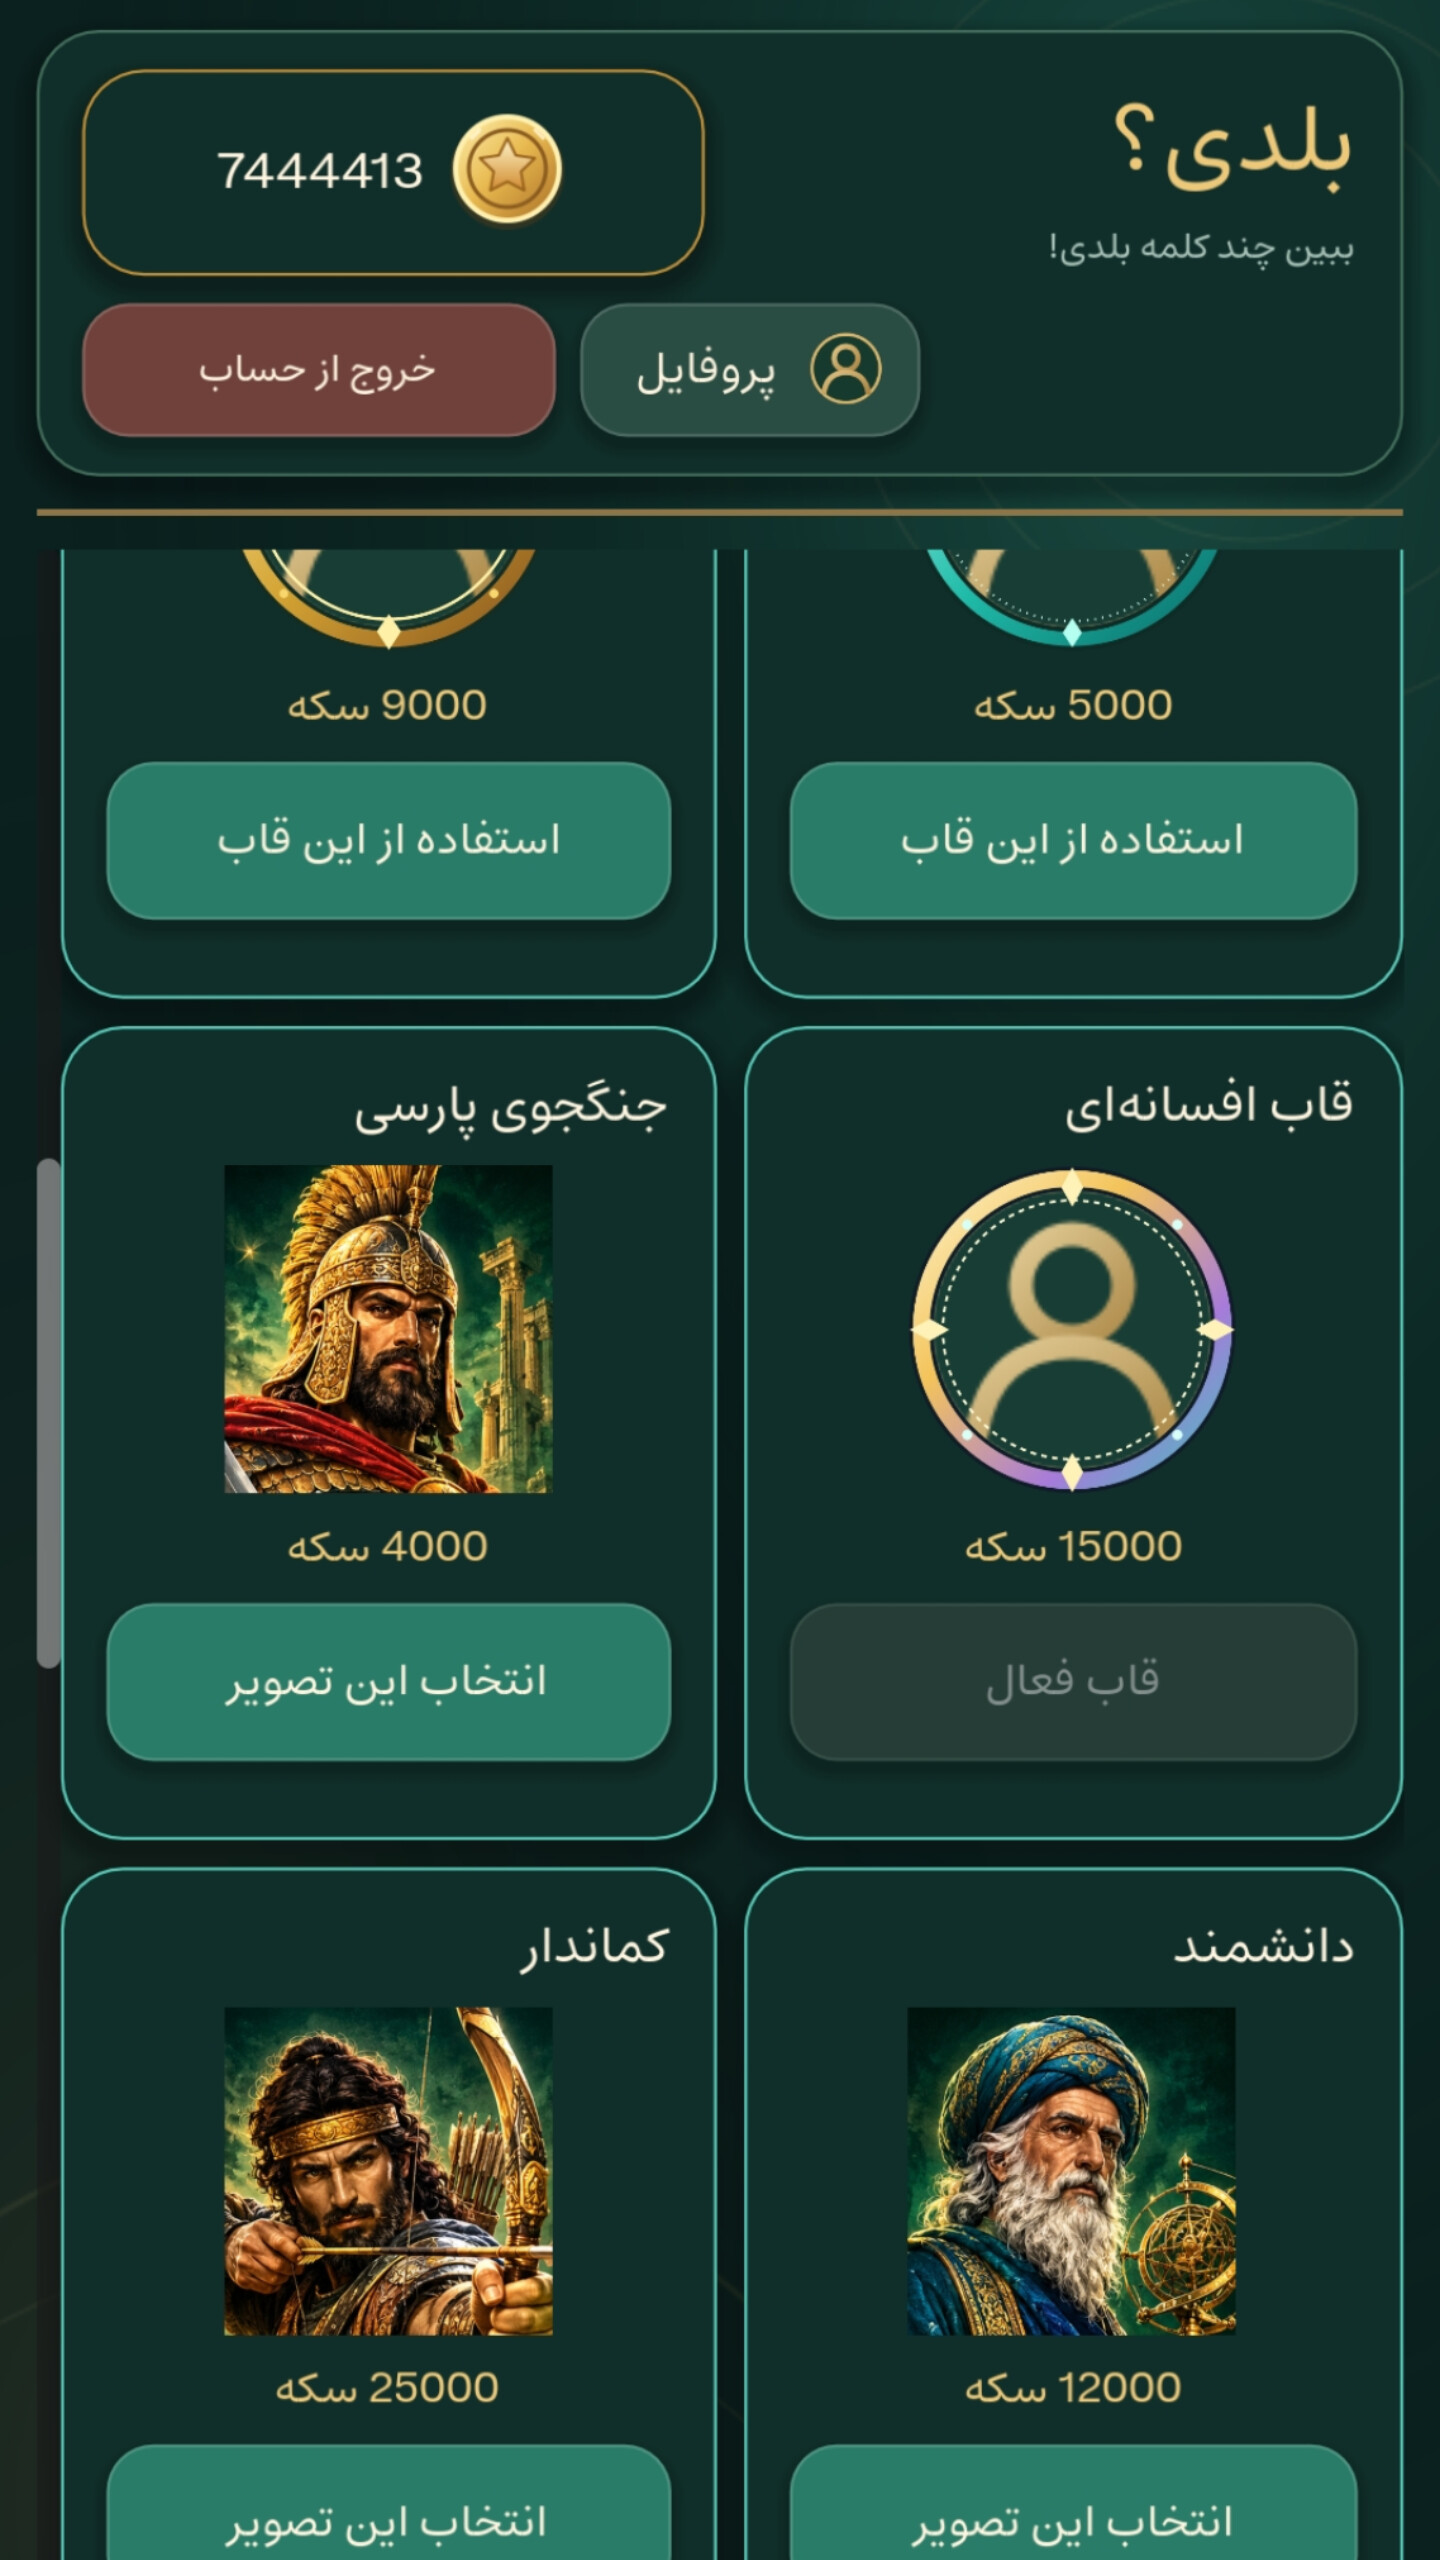 بلدی؟
ببین چند کلمه بلدی!
7444413
پروفایل
خروج از حساب
5000 سکه
9000 سکه
استفاده از این قاب
استفاده از این قاب
قاب افسانه‌ای
جنگجوی پارسی
15000 سکه
4000 سکه
قاب فعال
انتخاب این تصویر
دانشمند
کماندار
12000 سکه
25000 سکه
انتخاب این تصویر
انتخاب این تصویر